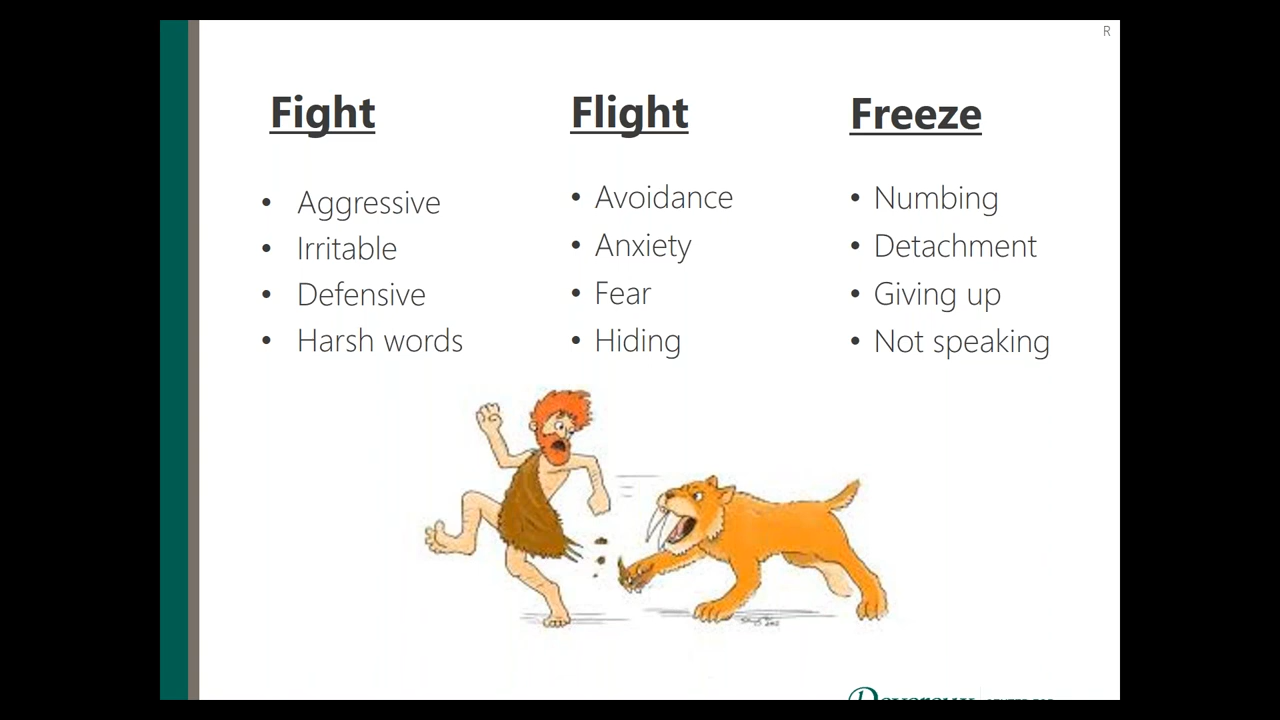 R
Fight
• Aggressive
• Irritable
• Defensive
• Harsh words
Flight
• Avoidance
• Anxiety
• Fear
• Hiding
Freeze
• Numbing
• Detachment
• Giving up
• Not speaking